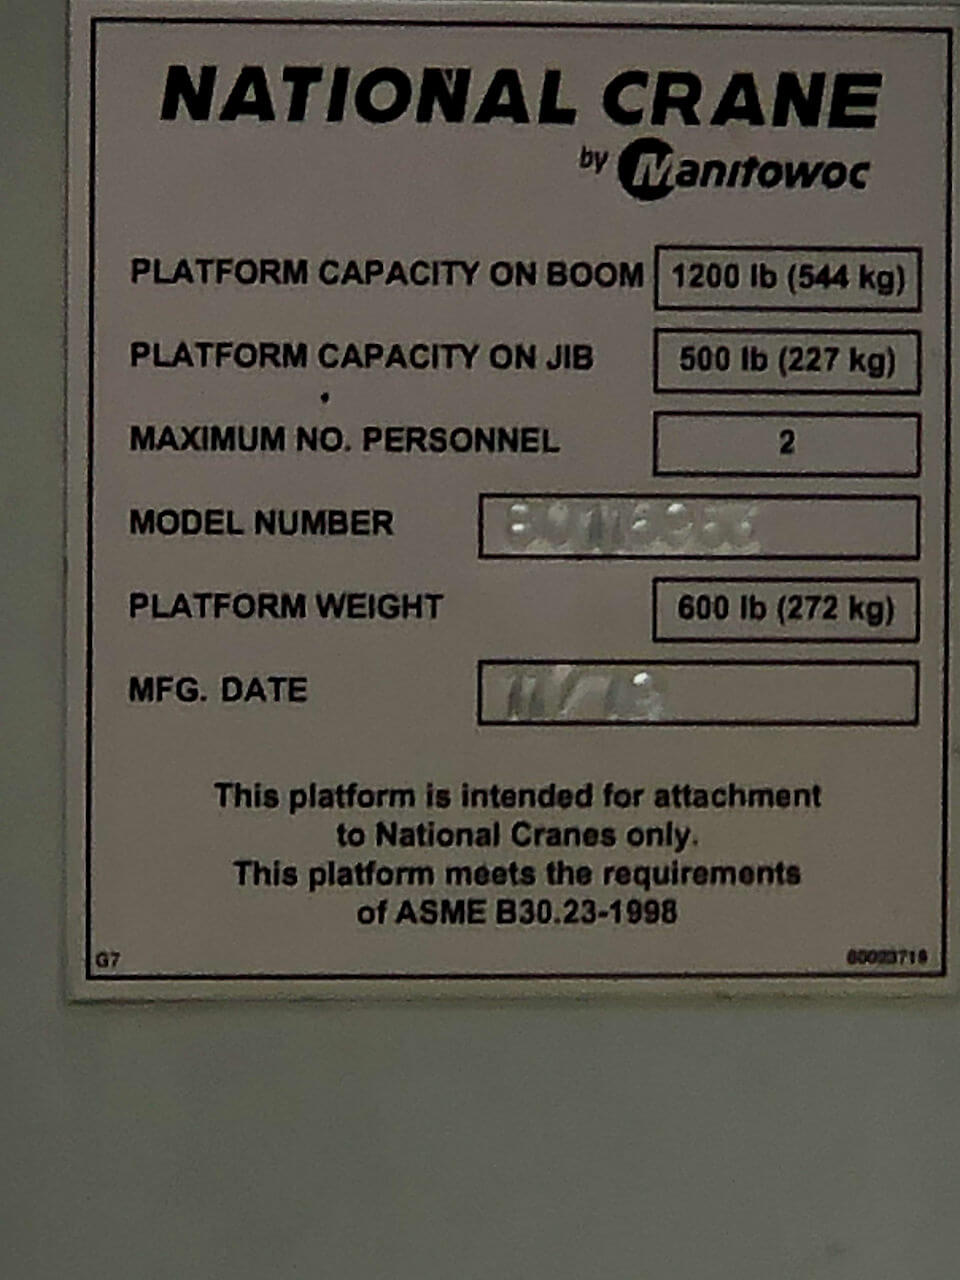 NATIONAL CRANE
by Manitowoc
PLATFORM CAPACITY ON BOOM 1200 lb (544 kg)
PLATFORM CAPACITY ON JIB 500 lb (227 kg)
MAXIMUM NO. PERSONNEL 2
MODEL NUMBER
PLATFORM WEIGHT 600 lb (272 kg)
MFG. DATE
This platform is intended for attachment
to National Cranes only.
This platform meets the requirements
of ASME B30.23-1998
G7